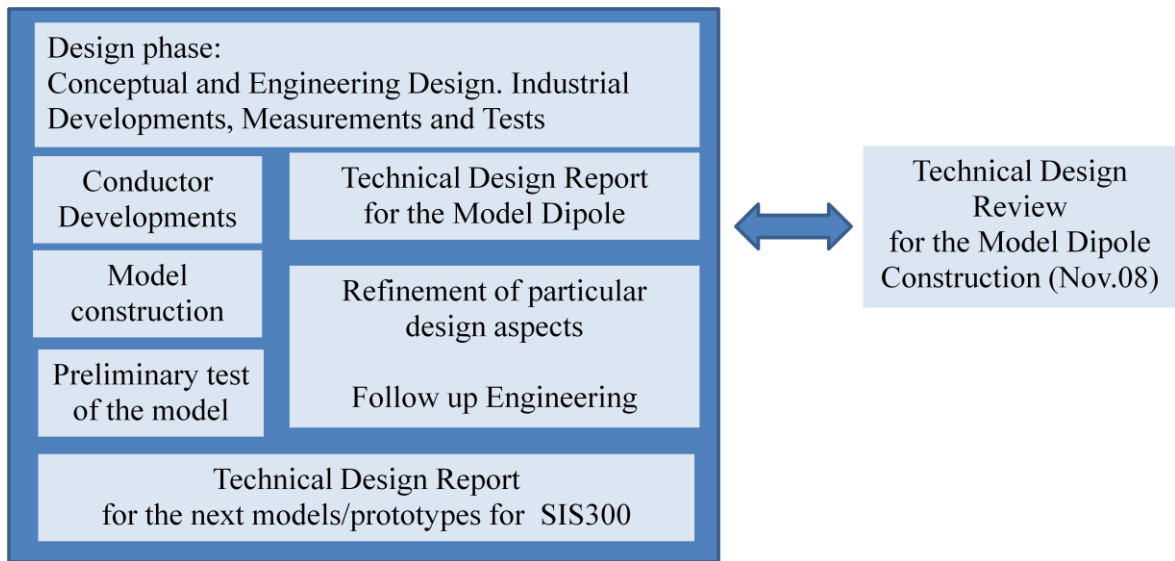 Design phase:
Conceptual and Engineering Design. Industrial
Developments, Measurements and Tests
Conductor
Developments
Technical Design Report
for the Model Dipole
Model
construction
Refinement of particular
design aspects
Follow up Engineering
Preliminary test
of the model
Technical Design Report
for the next models/prototypes for SIS300
Technical Design
Review
for the Model Dipole
Construction (Nov.08)